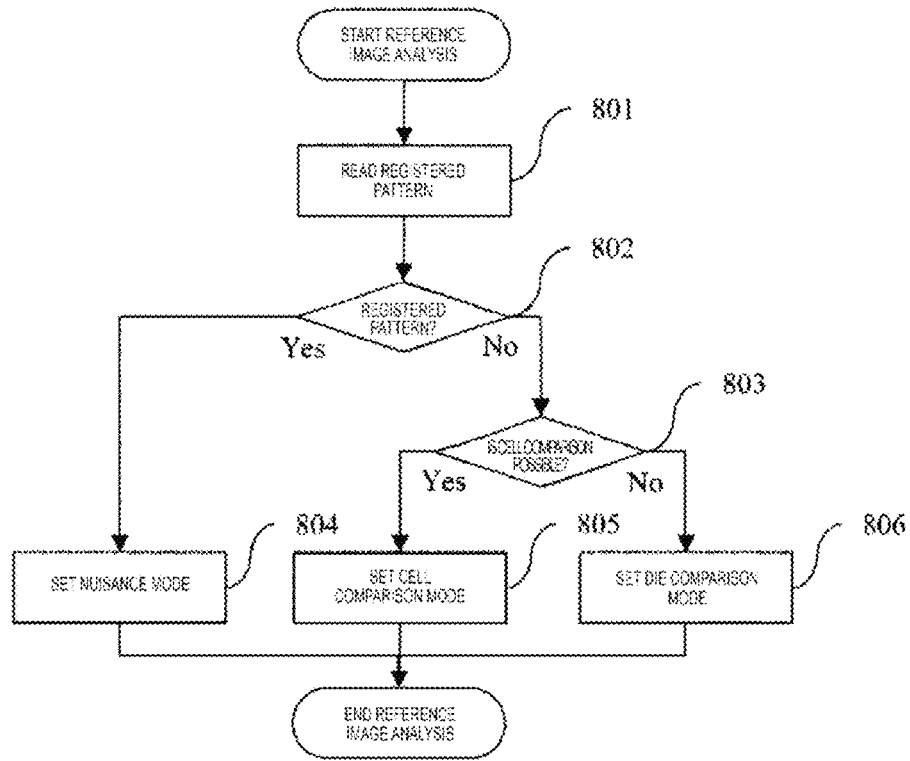 START REFERENCE
IMAGE ANALYSIS
801
READ REGISTERED
PATTERN
802
REGISTERED
PATTERN?
Yes
No
803
IS CELL COMPARISON
POSSIBLE?
Yes
No
804
805
806
SET NUISANCE MODE
SET CELL
COMPARISON MODE
SET DIE COMPARISON
MODE
END REFERENCE
IMAGE ANALYSIS